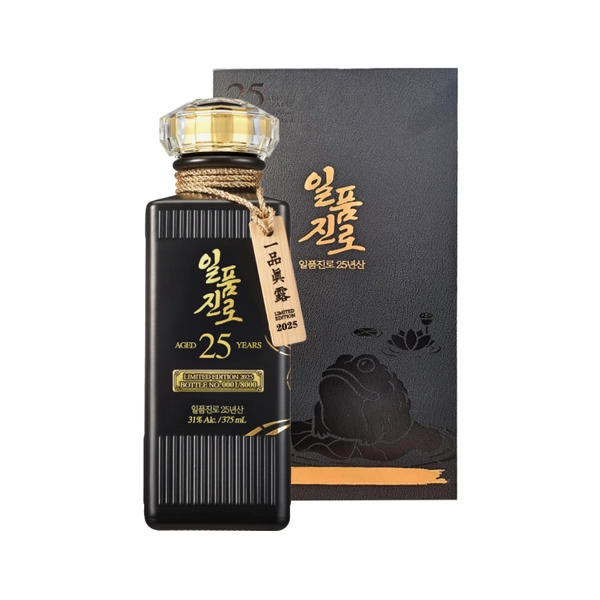 일품
진로
AGED 25 YEARS
LIMITED EDITION 2025
BOTTLE NO. 0001/8000
일품진로 25년산
31% Alc. / 375 mL
一品眞露
LIMITED
EDITION
2025
25
AGED
일품
진로
일품진로 25년산